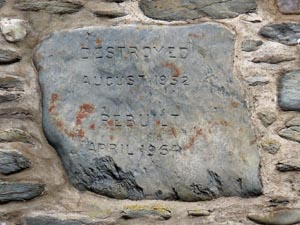 DESTROYED
AUGUST 1952
REBUILT
APRIL 1954